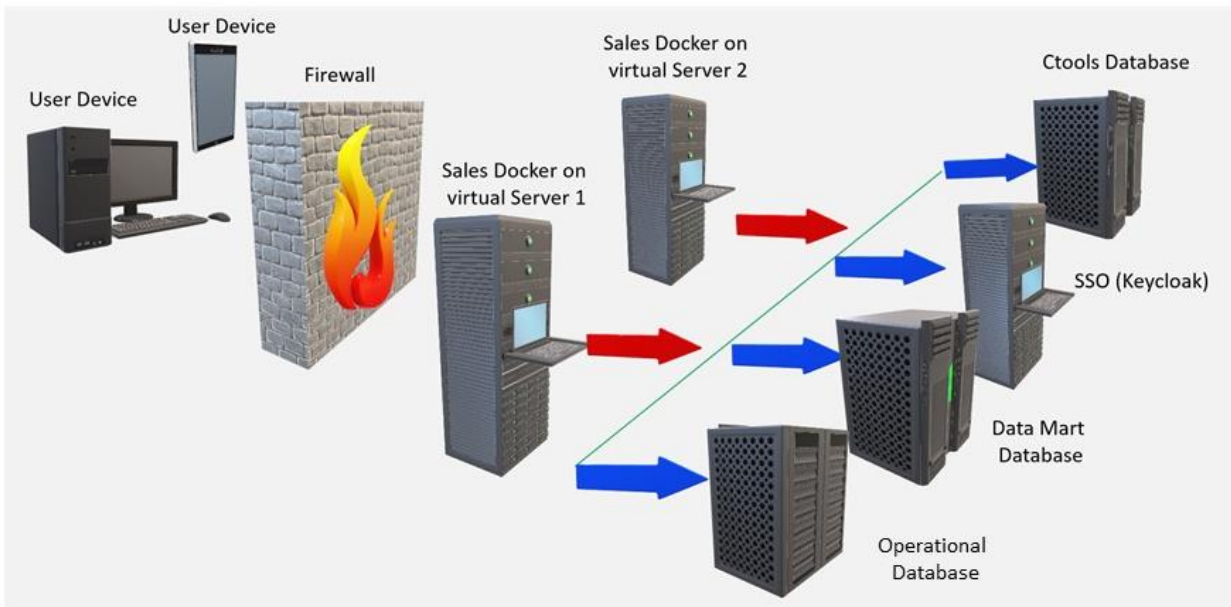 User Device
User Device
Firewall
Sales Docker on
virtual Server 1
Sales Docker on
virtual Server 2
Ctools Database
SSO (Keycloak)
Data Mart
Database
Operational
Database